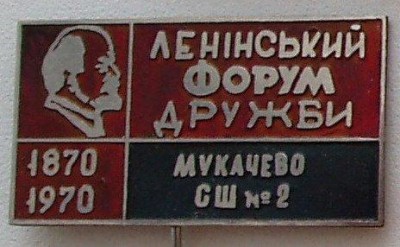 ЛЕНІНСЬКИЙ
ФОРУМ
ДРУЖБИ
1870
1970
МУКАЧЕВО
СШ №2